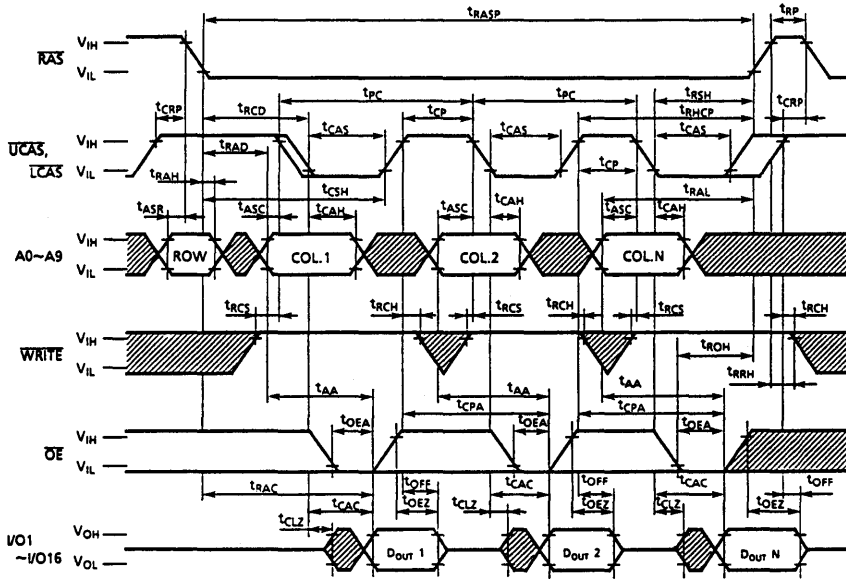 tRASP tRP
RAS VIH
VIL
tPC tPC tRSH
tCRP tRCD tCP tRHCP tCRP
UCAS, VIH tRAD tCAS tCAS tCAS
LCAS VIL tCP
tRAH tCSH tRAL
tASR tASC tCAH tASC tCAH tASC tCAH
A0~A9 VIH ROW COL.1 COL.2 COL.N
VIL
tRCS tRCH tRCS tRCH tRCS tRCH
WRITE VIH
VIL tROH
tAA tAA tAA tRRH
tCPA tCPA
tOEA tOEA tOEA
OE VIH
VIL
tRAC tOFF tCAC tOFF tCAC tOFF
tCAC tOEZ tOEZ tOEZ
tCLZ tCLZ tCLZ
I/O1 VOH
~I/O16 DOUT 1 DOUT 2 DOUT N
VOL